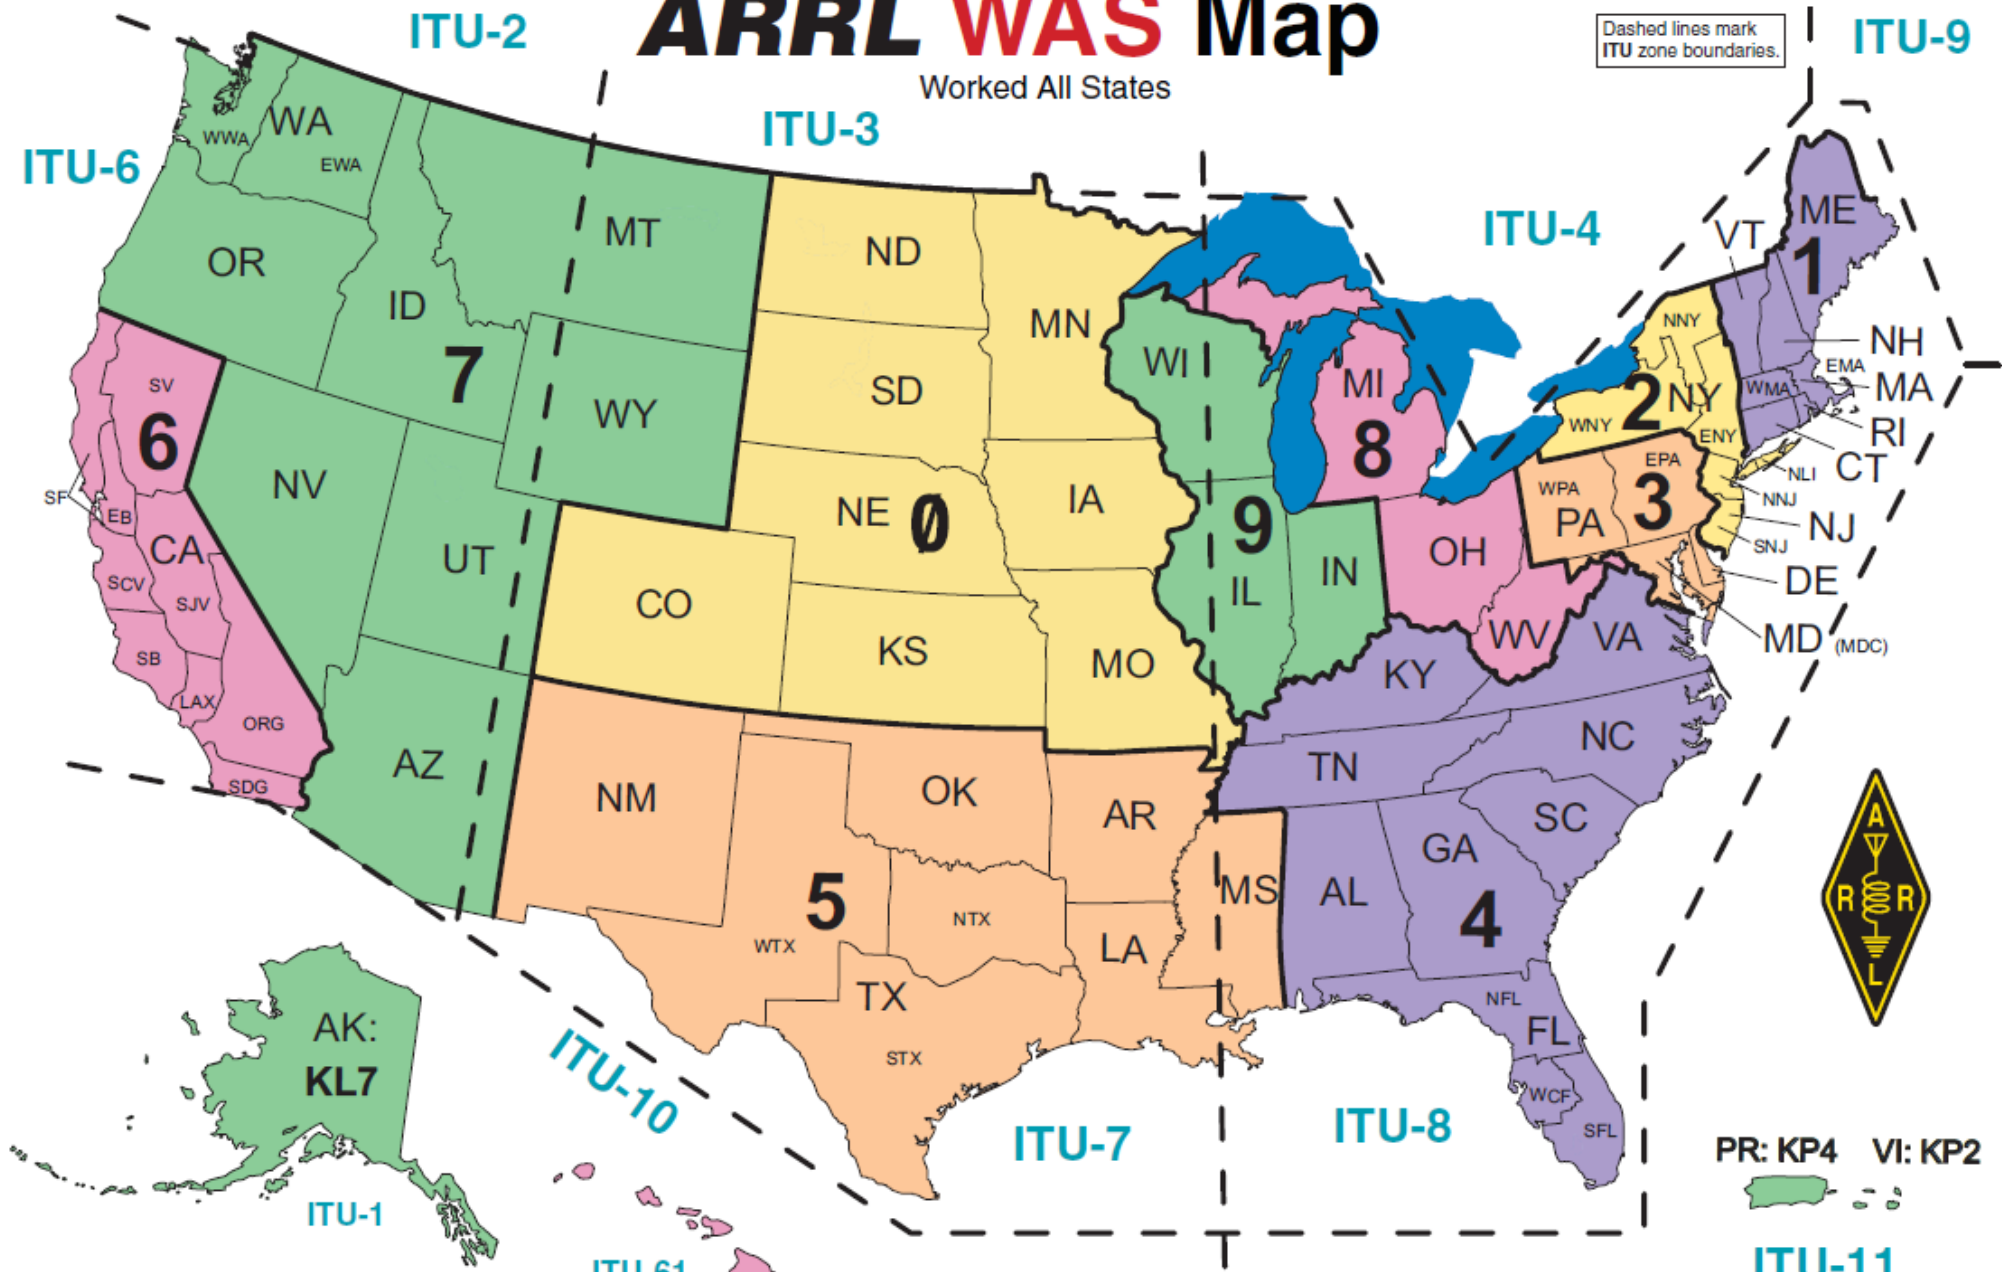 ITU-2
ARRL WAS Map
Worked All States
Dashed lines mark
ITU zone boundaries.
ITU-9
ITU-3
ITU-6
ITU-4
WA
WWA
EWA
MT
OR
ID
7
WY
NV
UT
AZ
SV
6
SF
EB
CA
SCV
SJV
SB
LAX
ORG
SDG
ND
MN
SD
NE
0
IA
CO
KS
MO
WI
9
IL
IN
MI
8
OH
WV
ME
1
VT
NH
EMA
MA
WMA
RI
CT
NNY
2
NY
WNY
ENY
NLI
NNJ
NJ
SNJ
EPA
WPA
3
PA
DE
MD (MDC)
VA
KY
NC
TN
SC
GA
AL
4
NFL
FL
WCF
SFL
NM
OK
AR
5
NTX
WTX
LA
MS
TX
STX
A
R R
L
AK:
KL7
ITU-1
ITU-10
ITU-7
ITU-8
PR: KP4
VI: KP2
ITU-61
ITU-11